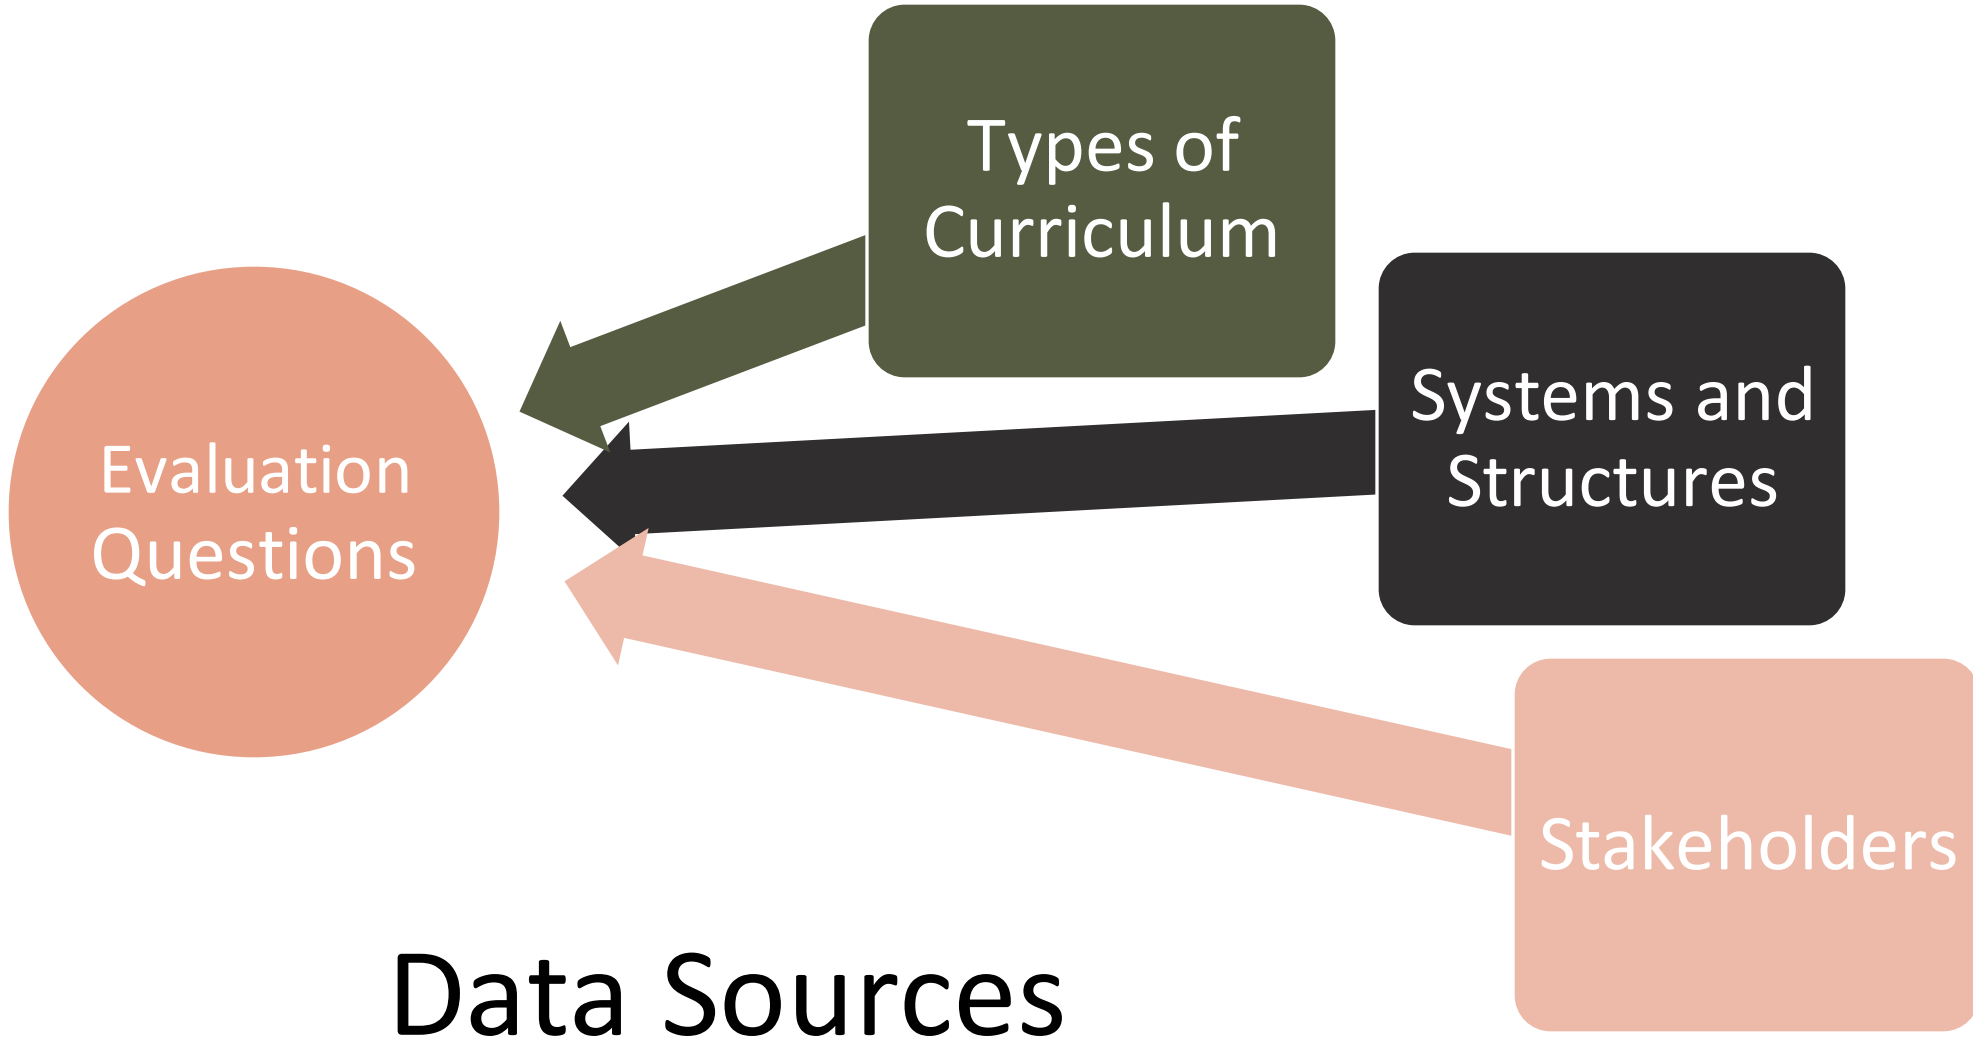 Types of
Curriculum
Systems and
Structures
Evaluation
Questions
Stakeholders
Data Sources